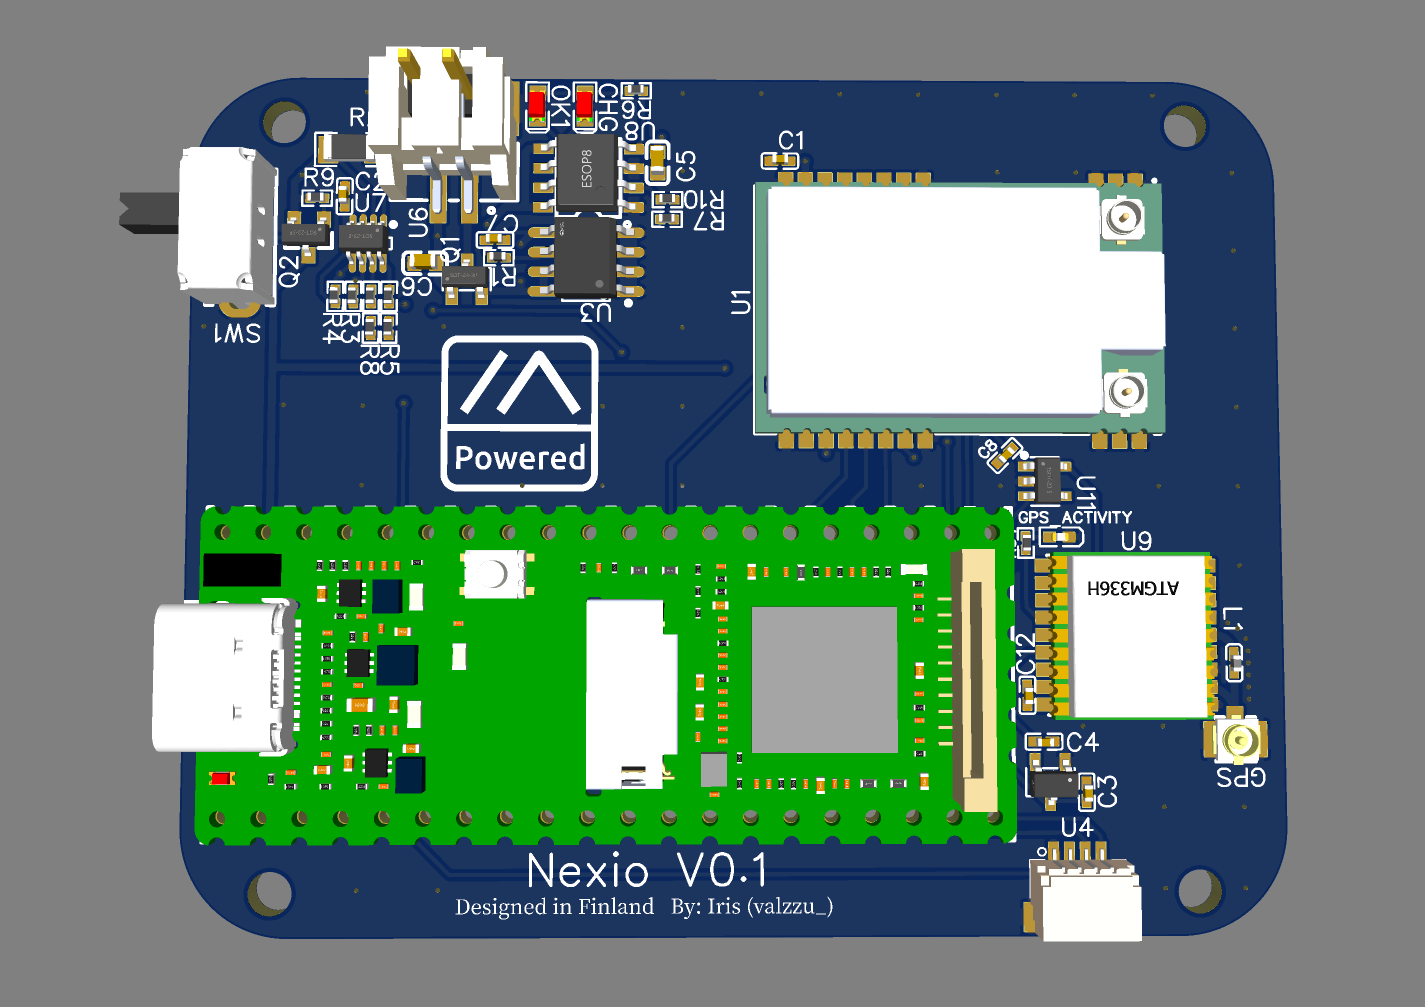 OK1
CHG
R6
U8
C5
R10
R7
R9
C2
U7
U6
Q1
C7
R1
Q2
C6
U3
SW1
R4
R3
R8
R5
ESOP8
C1
U1
Powered
C8
U11
GPS ACTIVITY
U9
ATGM336H
L1
C12
C4
C3
GPS
U4
Nexio V0.1
Designed in Finland By: Iris (valzzu_)